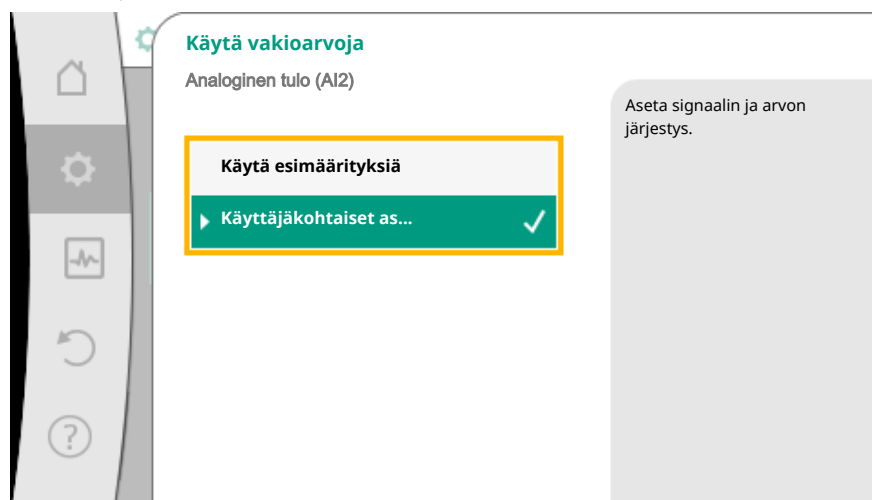 Käytä vakioarvoja
Analoginen tulo (AI2)
Aseta signaalin ja arvon
järjestys.
Käytä esimäärityksiä
Käyttäjäkohtaiset as...
?